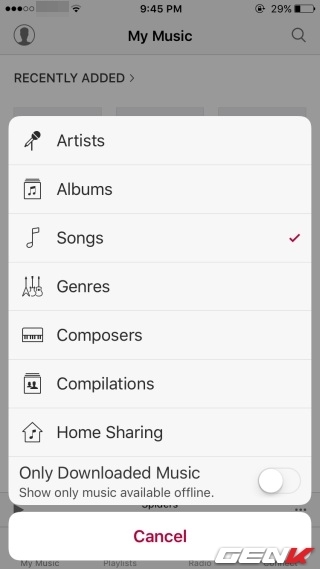 9:45 PM
29%
My Music
RECENTLY ADDED >
Artists
Albums
Songs
Genres
Composers
Compilations
Home Sharing
Only Downloaded Music
Show only music available offline.
Spiders
Cancel
My Music
Playlists
Radio
Connect
GENK